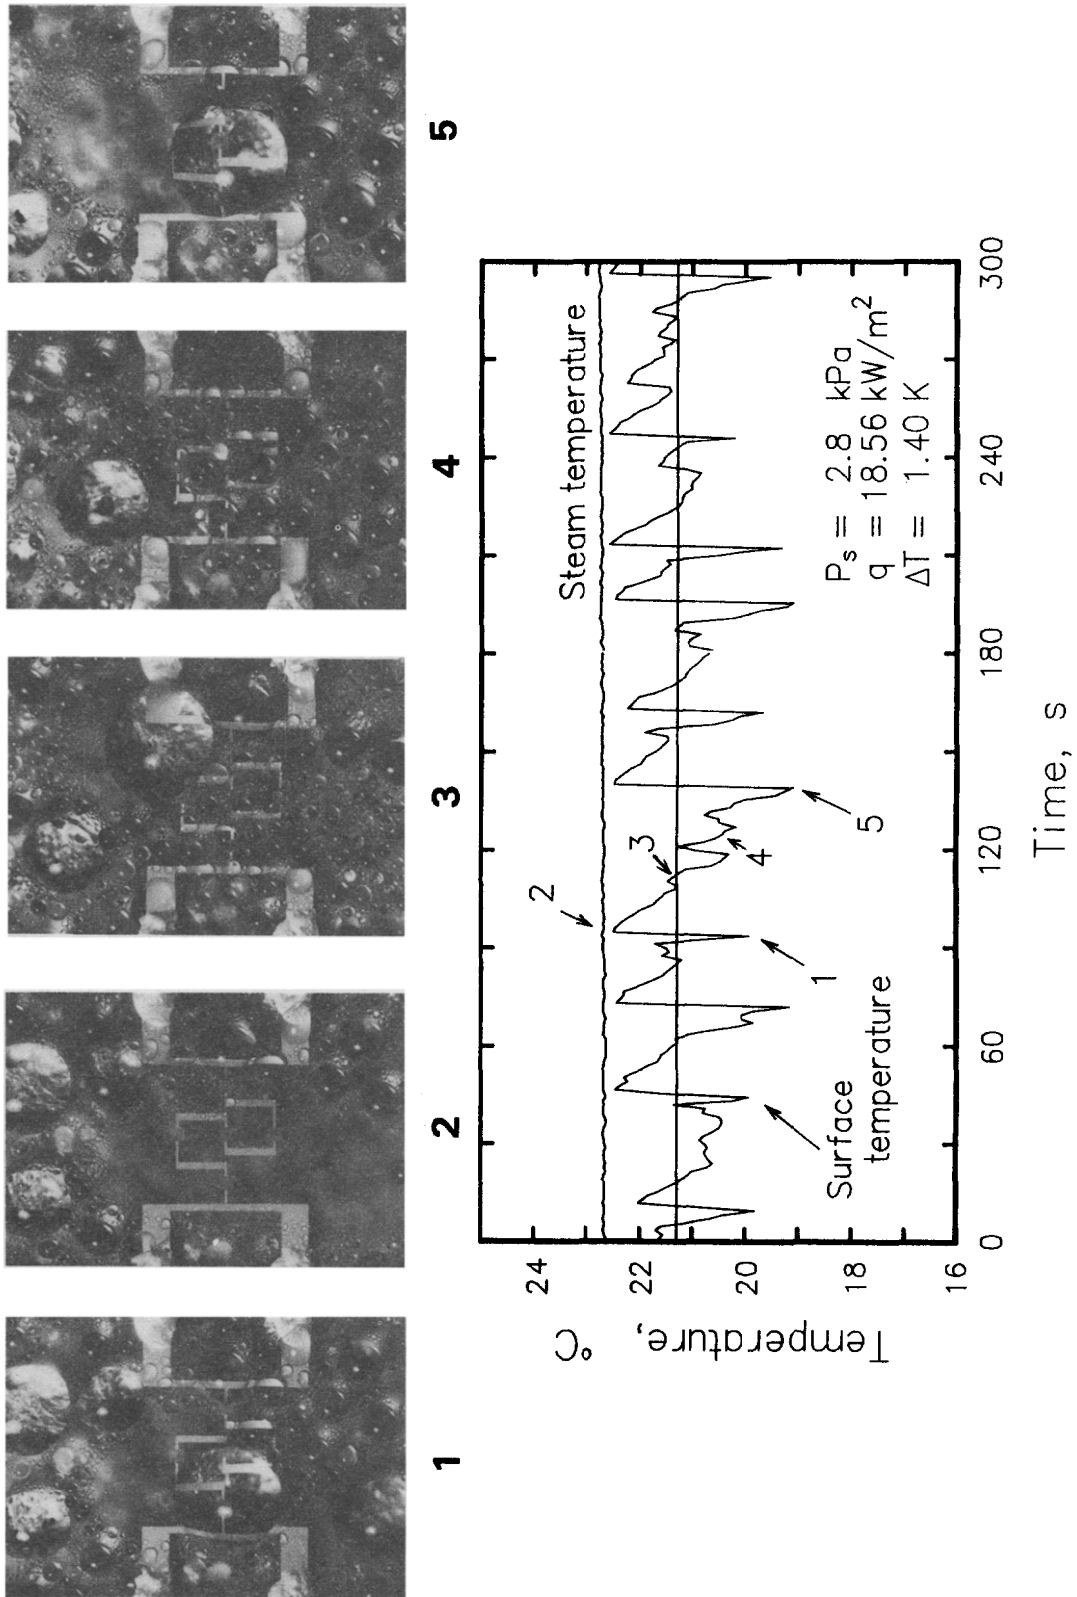 1
2
3
4
5
Temperature, °C
24
22
20
18
16
Steam temperature
2
3
1
4
5
Surface
temperature
Ps = 2.8 kPa
q = 18.56 kW/m²
ΔT = 1.40 K
0
60
120
180
240
300
Time, s